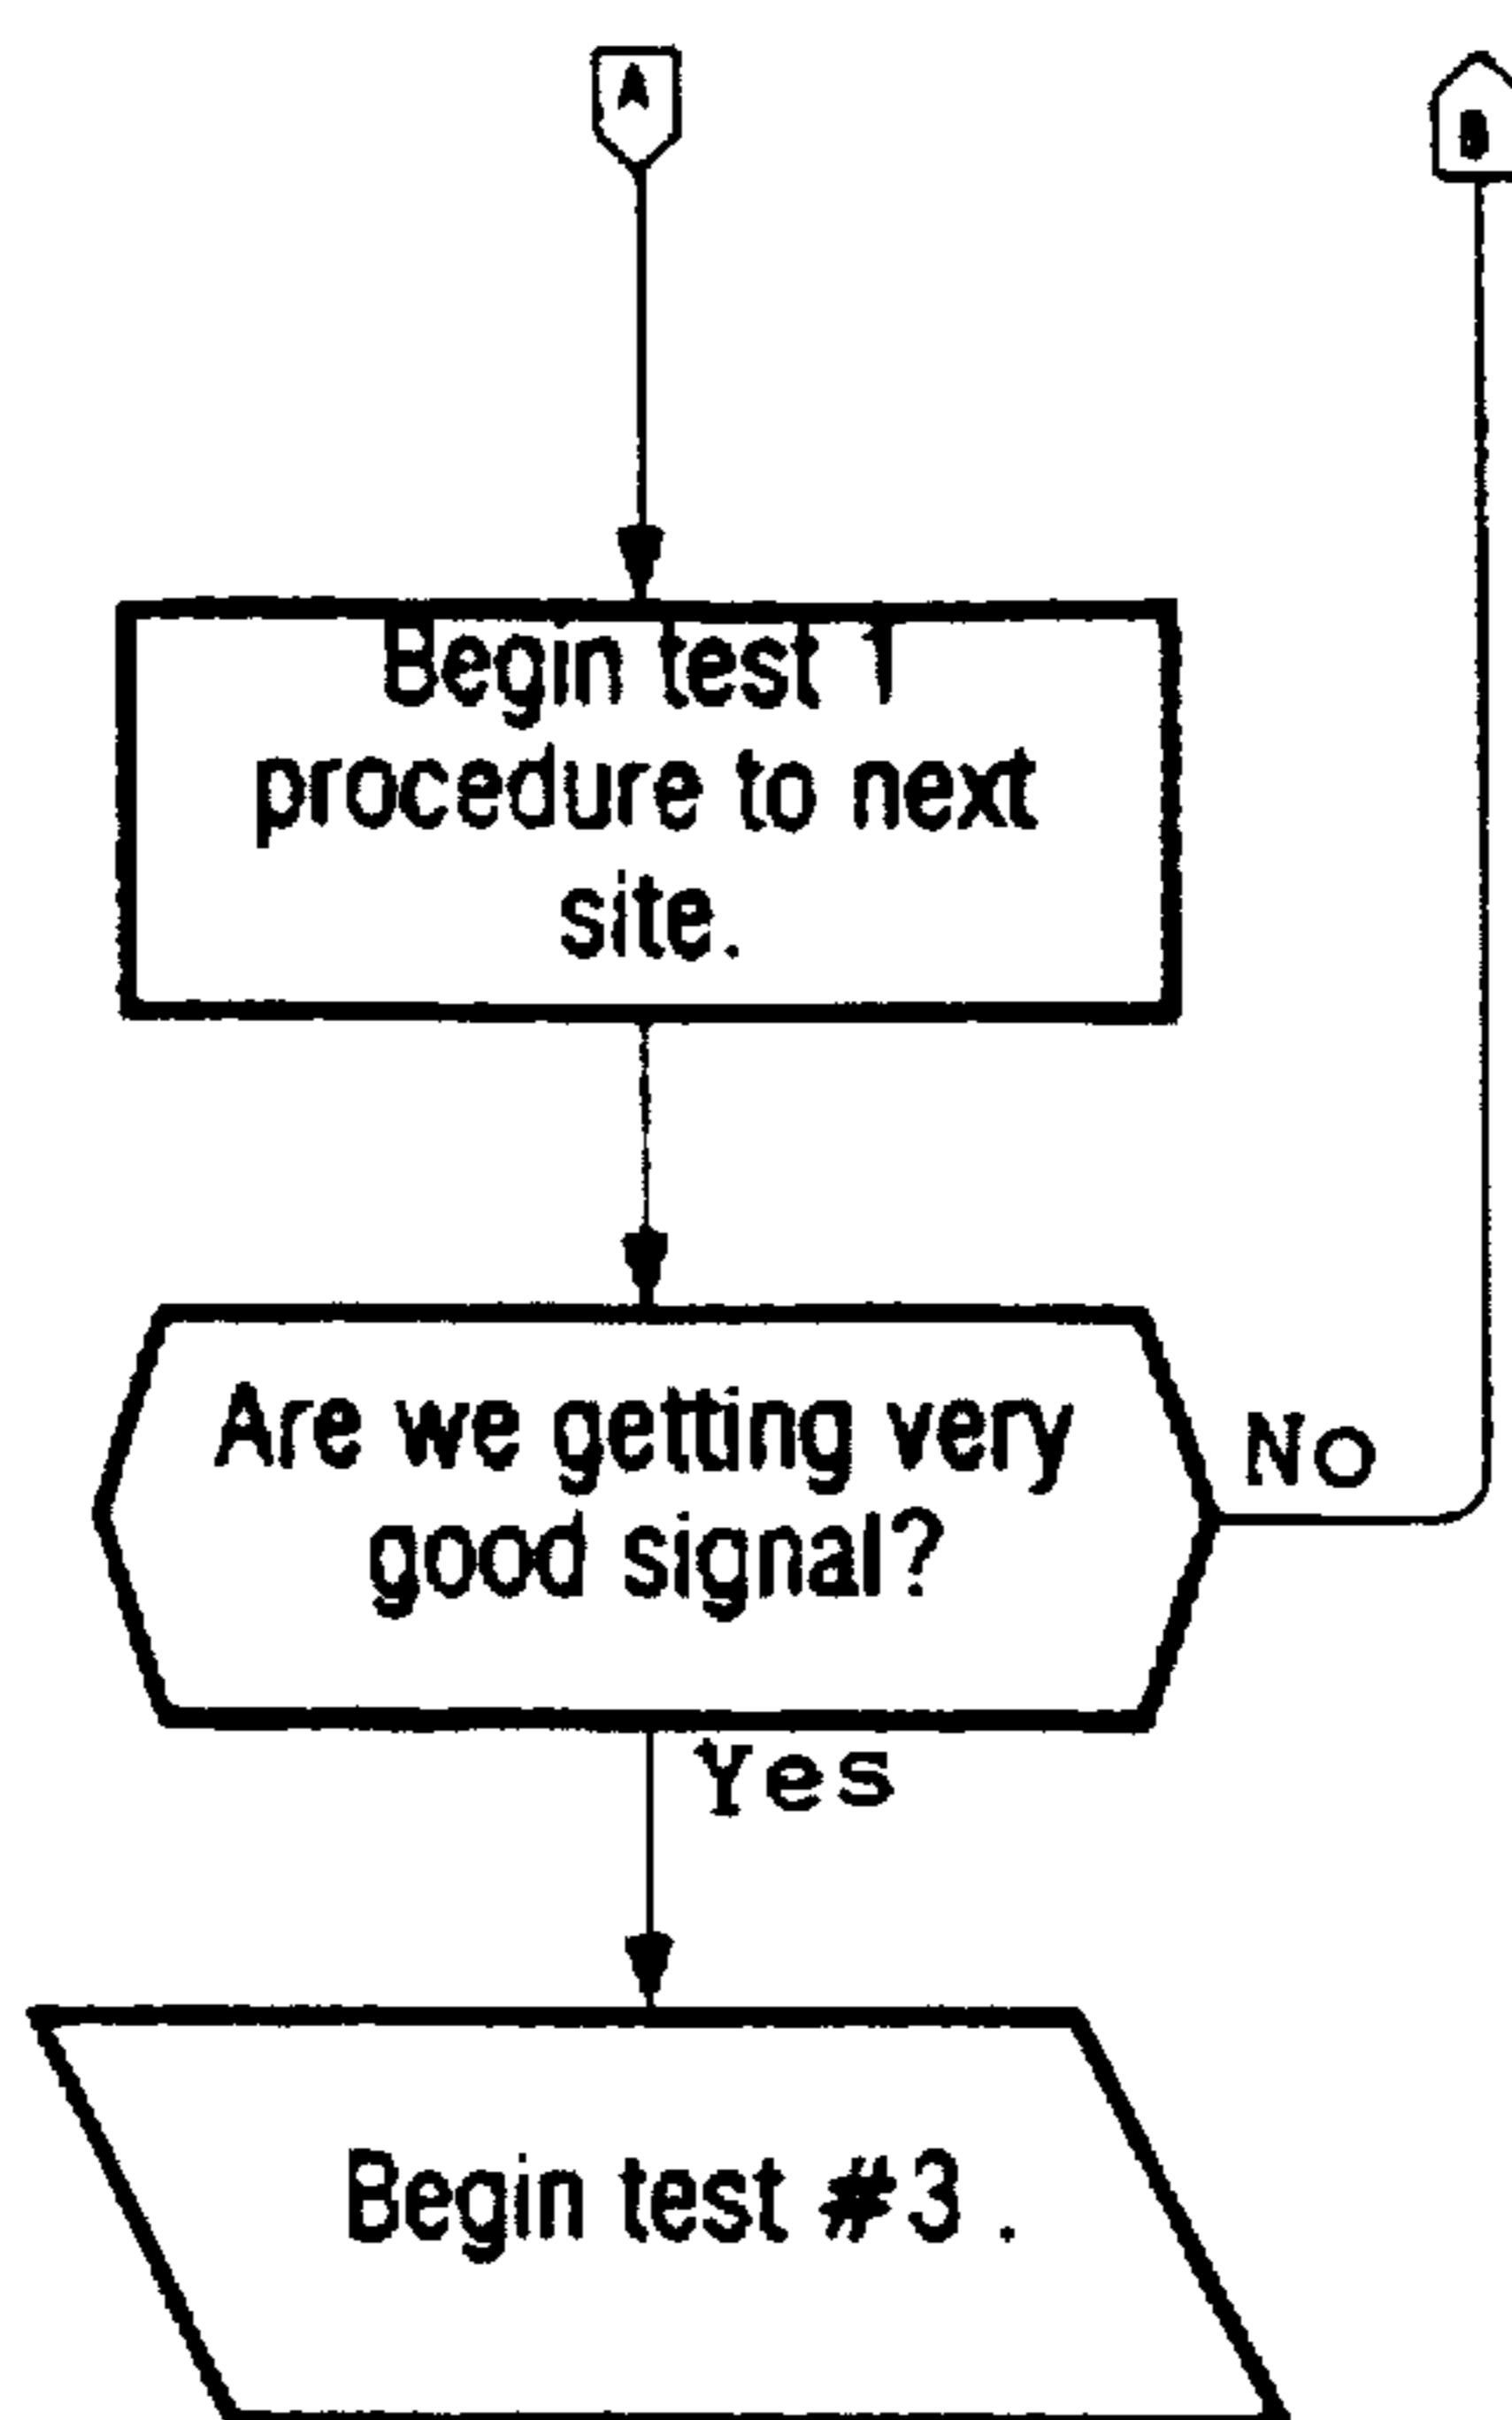 A
Begin test 1
procedure to next
site.
Are we getting very
good signal?
No
Yes
Begin test #3 .